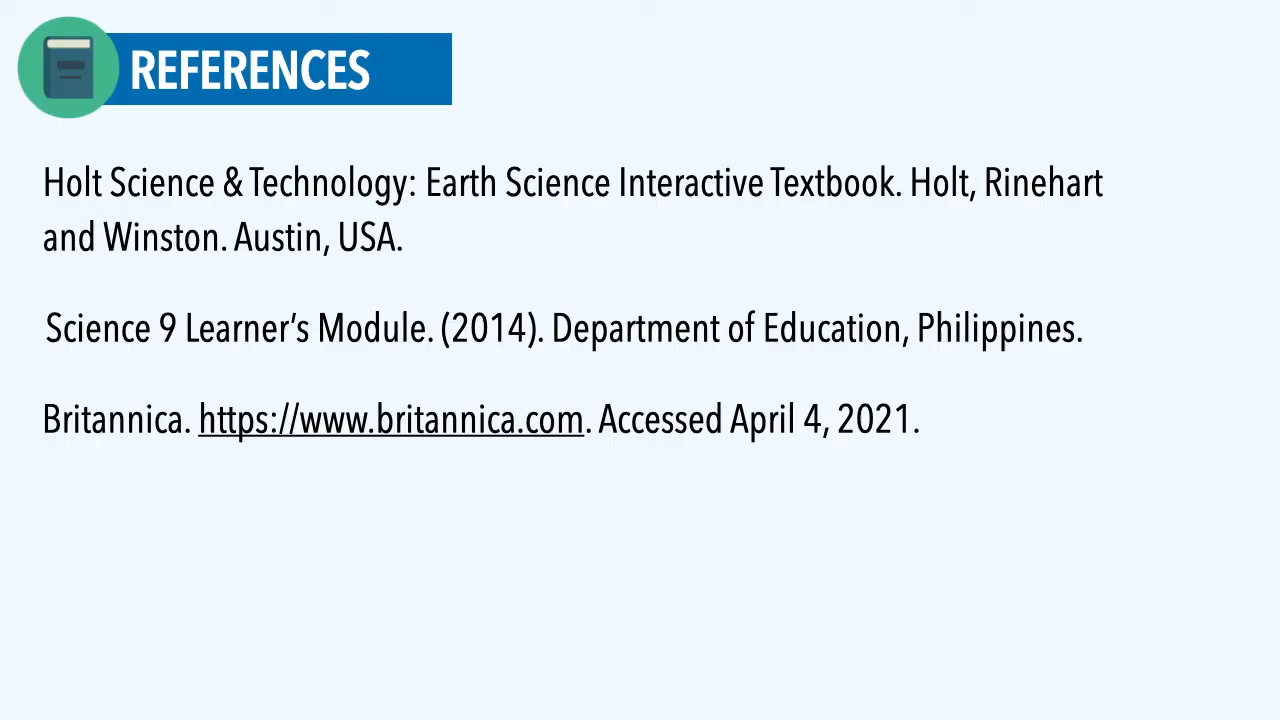 REFERENCES
Holt Science & Technology: Earth Science Interactive Textbook. Holt, Rinehart
and Winston. Austin, USA.
Science 9 Learner’s Module. (2014). Department of Education, Philippines.
Britannica. https://www.britannica.com. Accessed April 4, 2021.